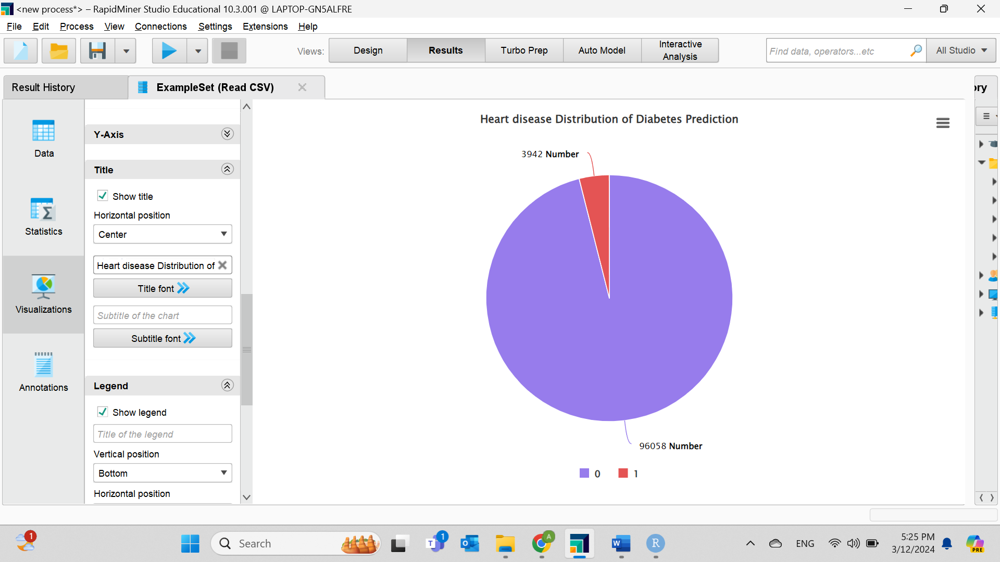 <new process*> – RapidMiner Studio Educational 10.3.001 @ LAPTOP-GN5ALFRE
File Edit Process View Connections Settings Extensions Help
Views: Design Results Turbo Prep Auto Model Interactive Analysis
Find data, operators...etc All Studio
Result History ExampleSet (Read CSV) ory
Data
Statistics
Visualizations
Annotations
Y-Axis
Title
Show title
Horizontal position
Center
Heart disease Distribution of
Title font
Subtitle of the chart
Subtitle font
Legend
Show legend
Title of the legend
Vertical position
Bottom
Horizontal position
Heart disease Distribution of Diabetes Prediction
3942 Number
96058 Number
0 1
1
Search
T 1
O
A
W
R
ENG
5:25 PM
3/12/2024
PRE